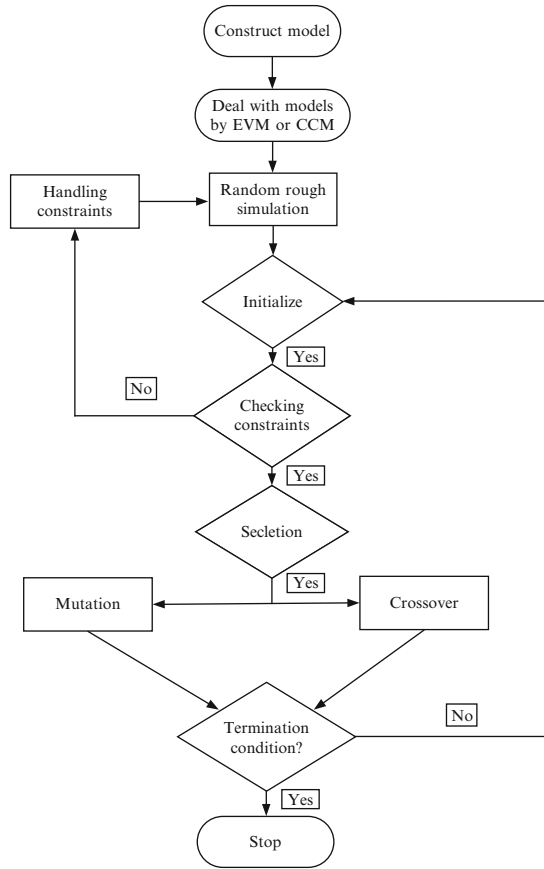 Construct model
Deal with models
by EVM or CCM
Handling
constraints
Random rough
simulation
Initialize
Yes
No
Checking
constraints
Yes
Secletion
Yes
Mutation
Crossover
Termination
condition?
No
Yes
Stop